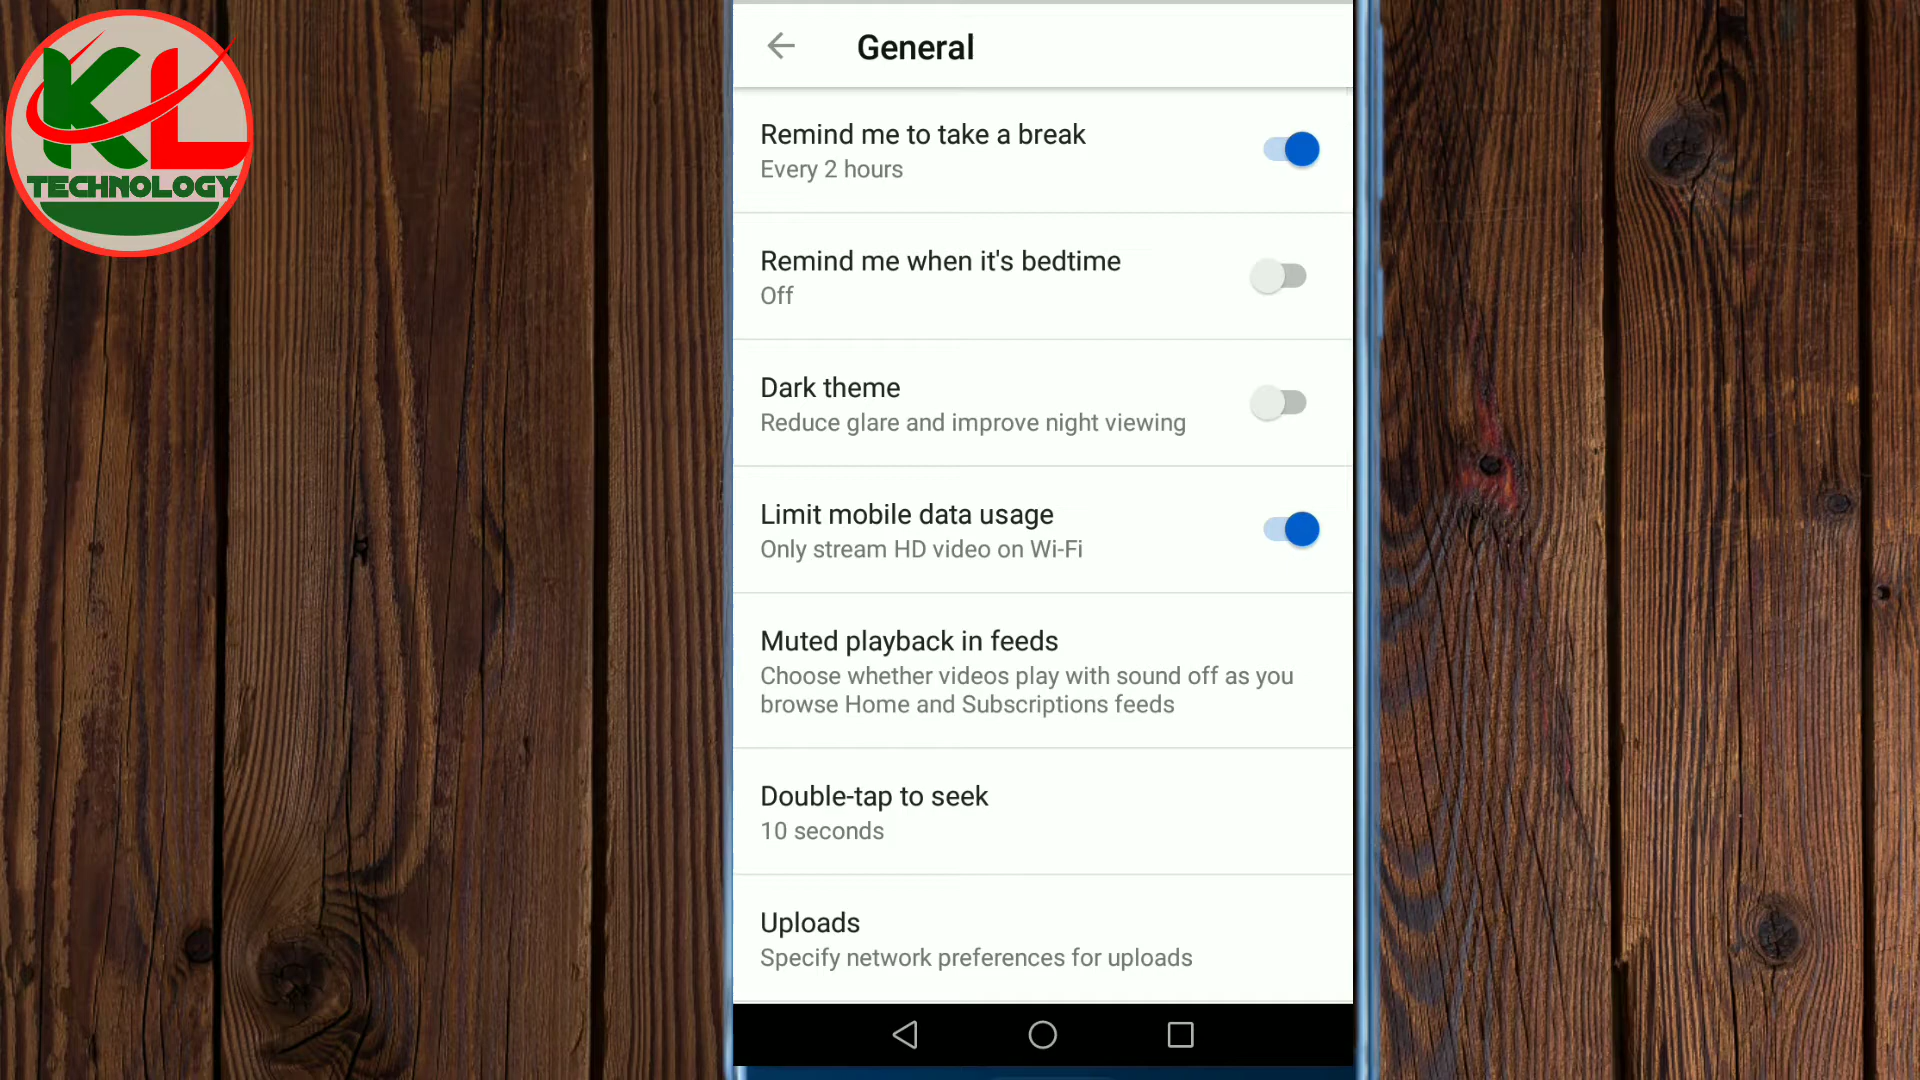 KL
TECHNOLOGY
General
Remind me to take a break
Every 2 hours
Remind me when it's bedtime
Off
Dark theme
Reduce glare and improve night viewing
Limit mobile data usage
Only stream HD video on Wi-Fi
Muted playback in feeds
Choose whether videos play with sound off as you
browse Home and Subscriptions feeds
Double-tap to seek
10 seconds
Uploads
Specify network preferences for uploads